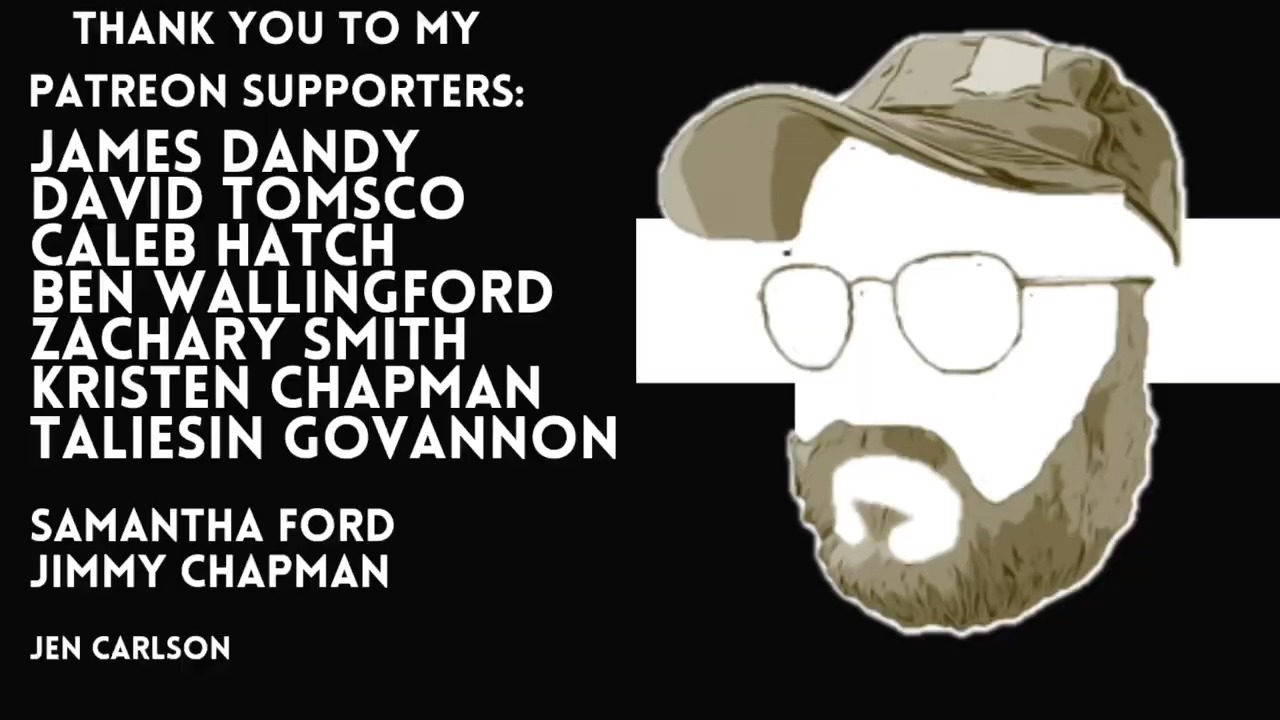 THANK YOU TO MY
PATREON SUPPORTERS:
JAMES DANDY
DAVID TOMSCO
CALEB HATCH
BEN WALLINGFORD
ZACHARY SMITH
KRISTEN CHAPMAN
TALIESIN GOVANNON
SAMANTHA FORD
JIMMY CHAPMAN
JEN CARLSON